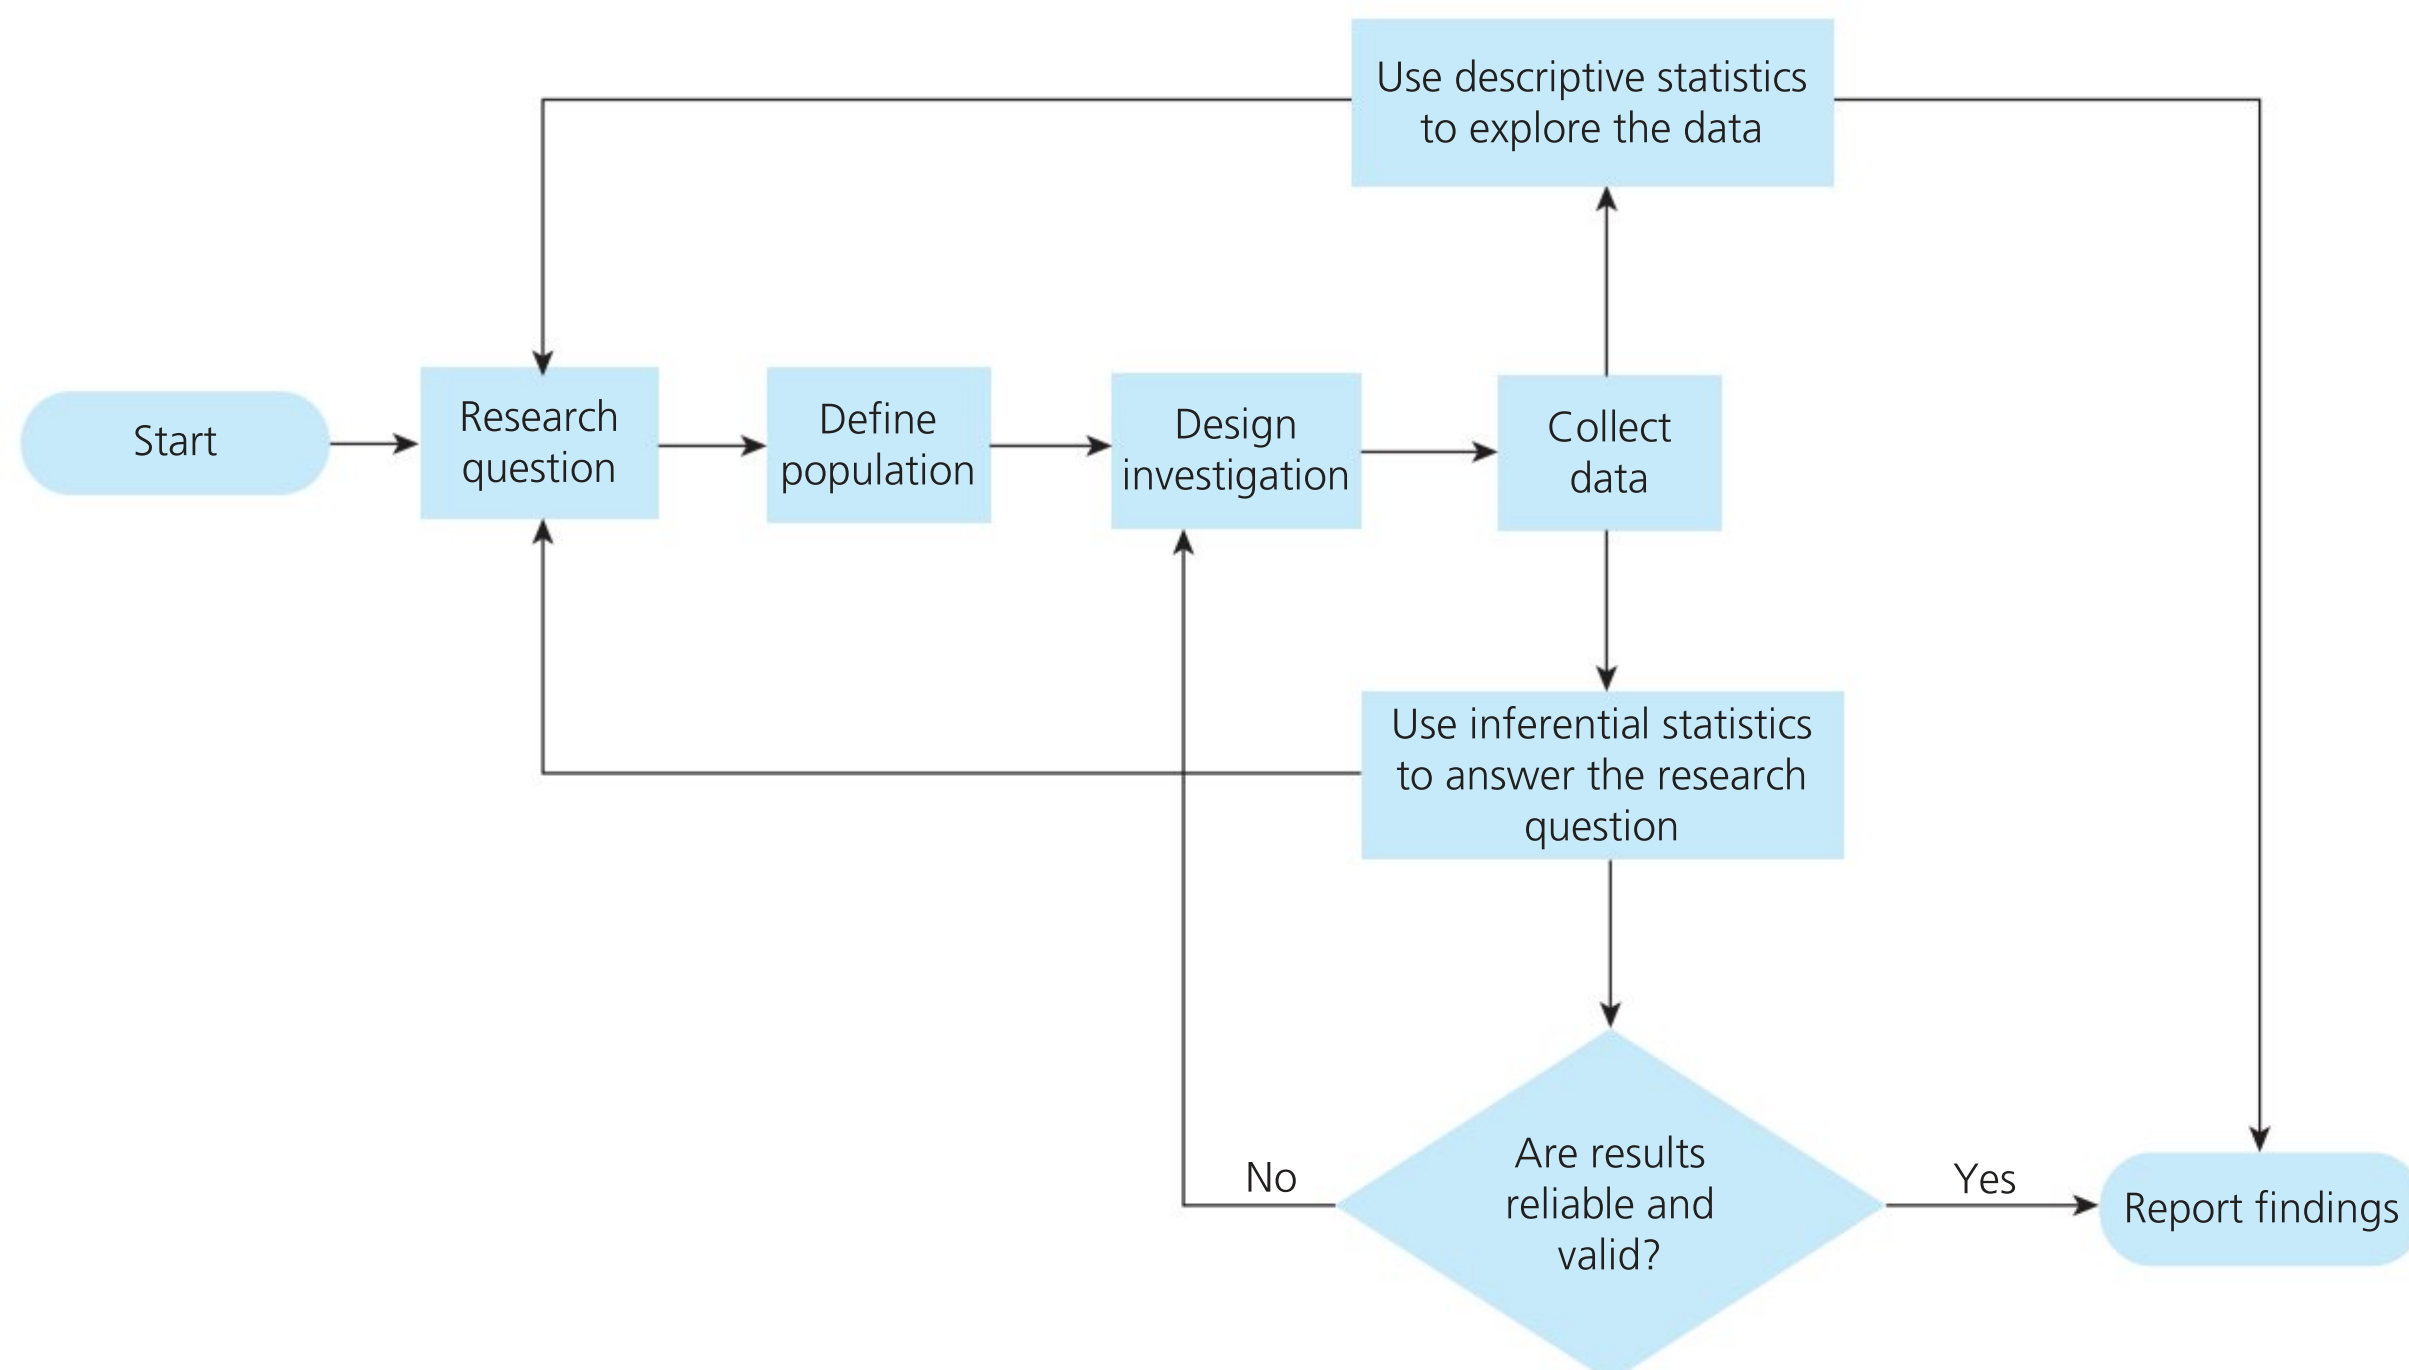 Use descriptive statistics
to explore the data
Start
Research
question
Define
population
Design
investigation
Collect
data
Use inferential statistics
to answer the research
question
Are results
reliable and
valid?
No
Yes
Report findings